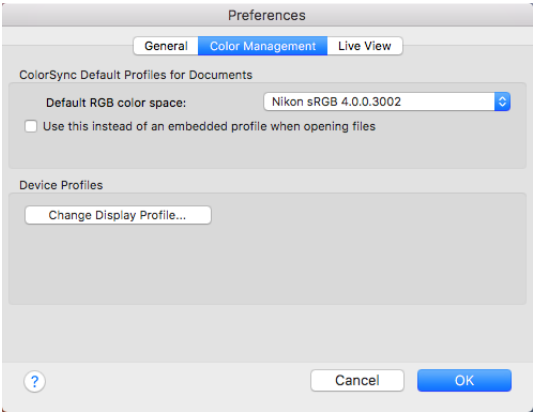 Preferences
General Color Management Live View
ColorSync Default Profiles for Documents
Default RGB color space: Nikon sRGB 4.0.0.3002
Use this instead of an embedded profile when opening files
Device Profiles
Change Display Profile...
? Cancel OK